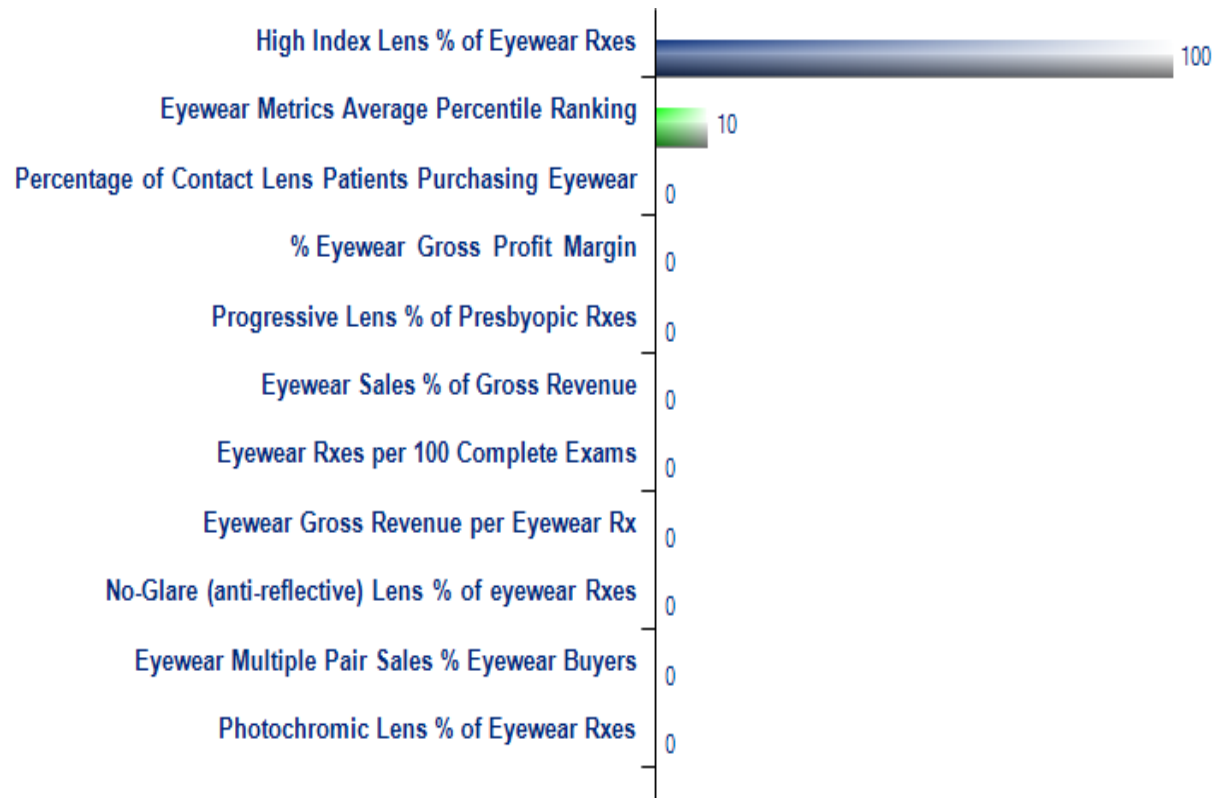 High Index Lens % of Eyewear Rxes
100
Eyewear Metrics Average Percentile Ranking
10
Percentage of Contact Lens Patients Purchasing Eyewear
0
% Eyewear Gross Profit Margin
0
Progressive Lens % of Presbyopic Rxes
0
Eyewear Sales % of Gross Revenue
0
Eyewear Rxes per 100 Complete Exams
0
Eyewear Gross Revenue per Eyewear Rx
0
No-Glare (anti-reflective) Lens % of eyewear Rxes
0
Eyewear Multiple Pair Sales % Eyewear Buyers
0
Photochromic Lens % of Eyewear Rxes
0